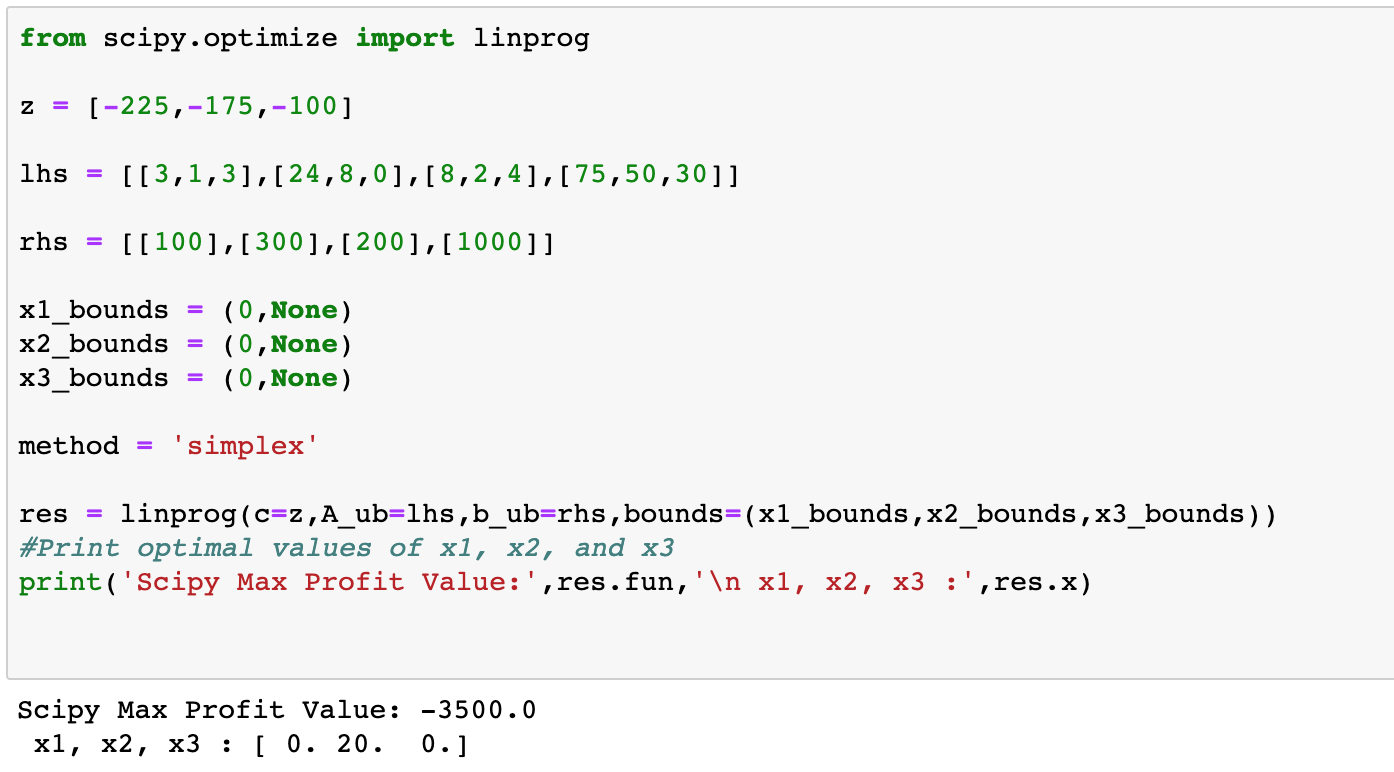 from scipy.optimize import linprog
z = [-225,-175,-100]
lhs = [[3,1,3],[24,8,0],[8,2,4],[75,50,30]]
rhs = [[100],[300],[200],[1000]]
x1_bounds = (0,None)
x2_bounds = (0,None)
x3_bounds = (0,None)
method = 'simplex'
res = linprog(c=z,A_ub=lhs,b_ub=rhs,bounds=(x1_bounds,x2_bounds,x3_bounds))
#Print optimal values of x1, x2, and x3
print('Scipy Max Profit Value:',res.fun,'\n x1, x2, x3 :',res.x)
Scipy Max Profit Value: -3500.0
 x1, x2, x3 : [ 0. 20.  0.]